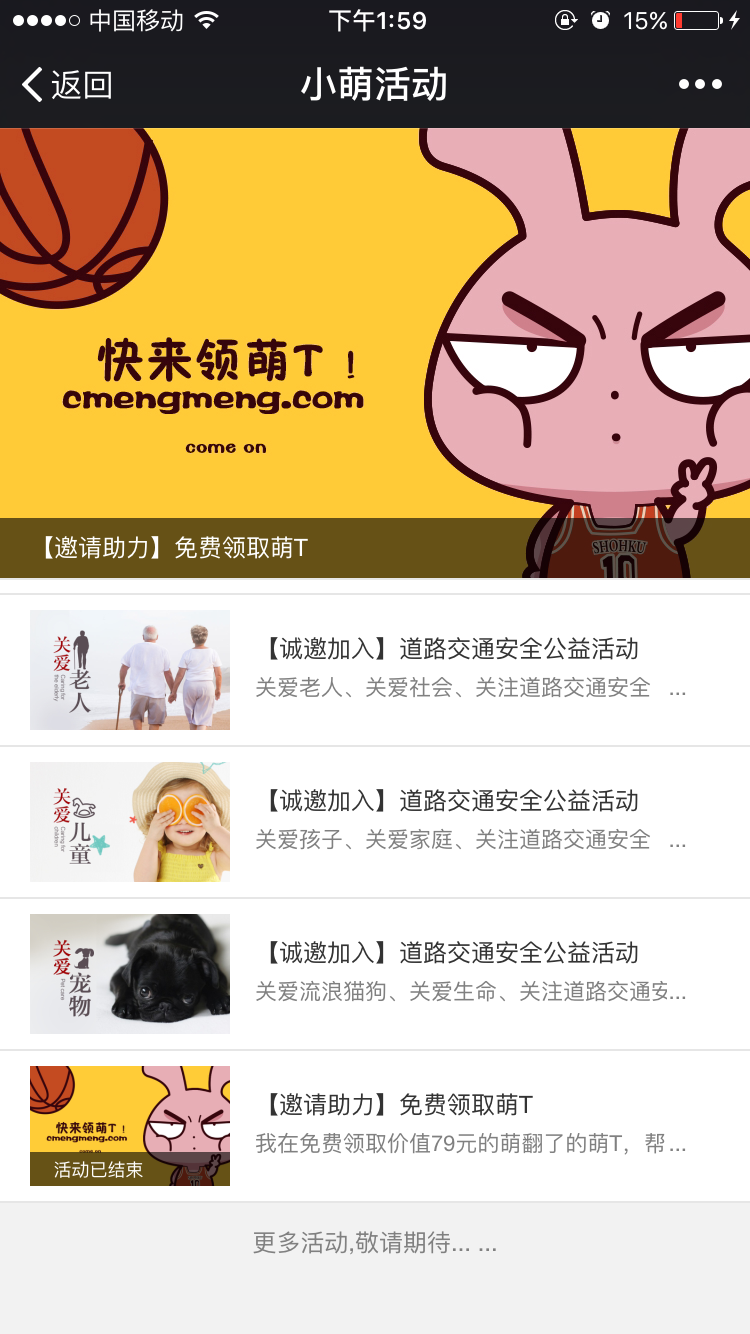 中国移动 下午1:59 15%
返回 小萌活动
快来领萌T！
cmengmeng.com
come on
SHOHKU
10
【邀请助力】免费领取萌T
关爱老人
Caring for the elderly
【诚邀加入】道路交通安全公益活动
关爱老人、关爱社会、关注道路交通安全 ...
关爱儿童
Caring for children
【诚邀加入】道路交通安全公益活动
关爱孩子、关爱家庭、关注道路交通安全 ...
关爱宠物
Pet care
【诚邀加入】道路交通安全公益活动
关爱流浪猫狗、关爱生命、关注道路交通安...
快来领萌T！
cmengmeng.com
come on
活动已结束
【邀请助力】免费领取萌T
我在免费领取价值79元的萌翻了的萌T，帮...
更多活动,敬请期待... ...